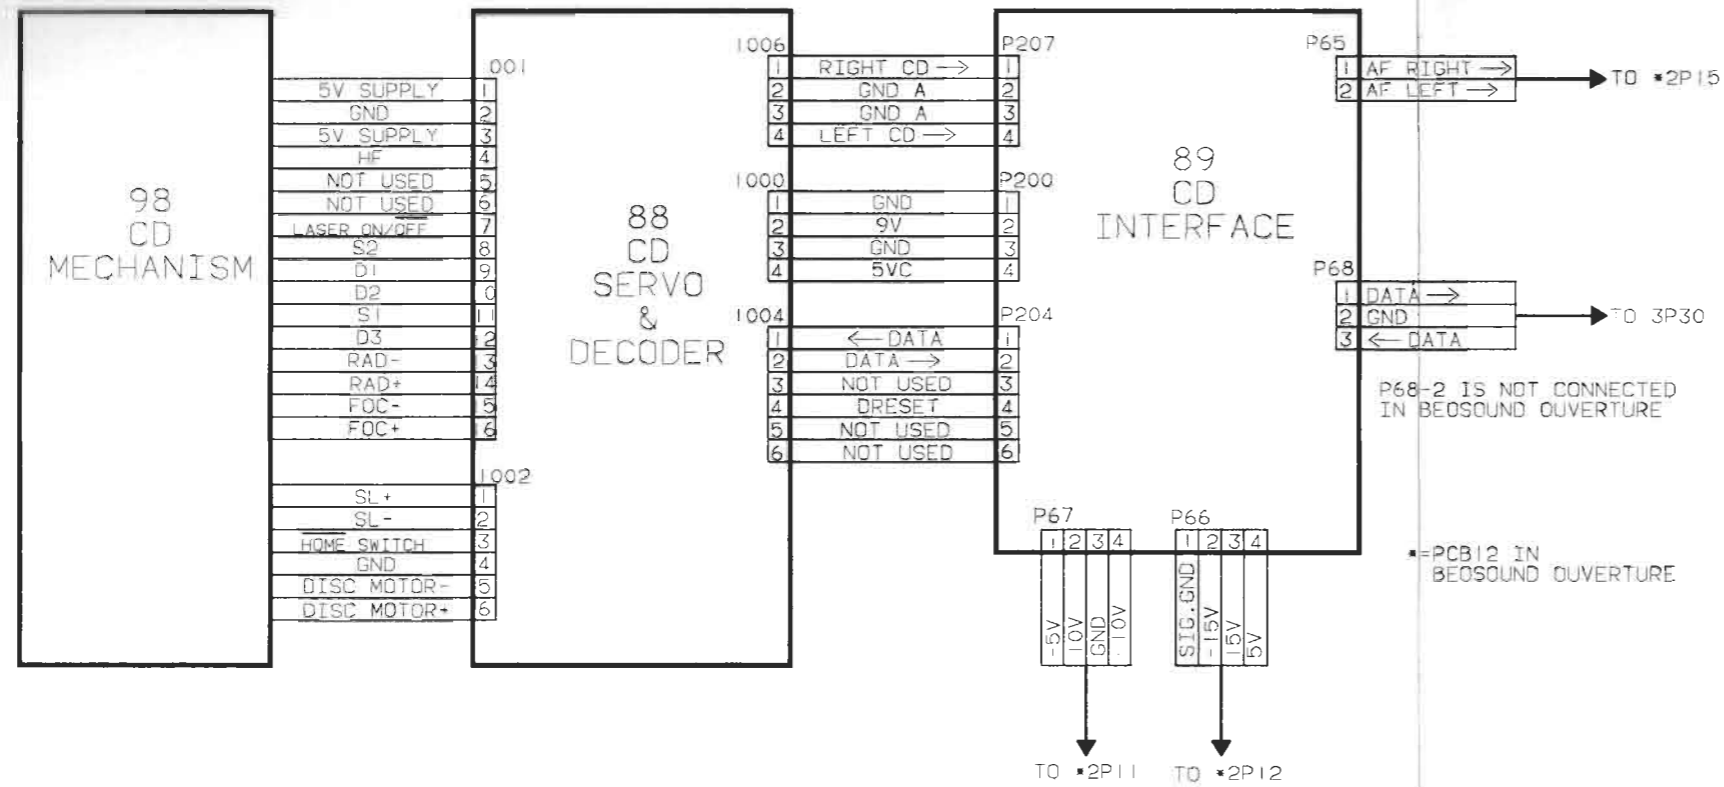 98
CD
MECHANISM
001
5V SUPPLY 1
GND 2
5V SUPPLY 3
HF 4
NOT USED 5
NOT USED 6
LASER ON/OFF 7
S2 8
D1 9
D2 0
S1 11
D3 12
RAD- 13
RAD+ 14
FOC- 15
FOC+ 16
1002
SL+ 1
SL- 2
HOME SWITCH 3
GND 4
DISC MOTOR- 5
DISC MOTOR+ 6
88
CD
SERVO
&
DECODER
1006 P207
1 RIGHT CD → 1
2 GND A 2
3 GND A 3
4 LEFT CD → 4
1000 P200
1 GND 1
2 9V 2
3 GND 3
4 5VC 4
1004 P204
1 ← DATA 1
2 DATA → 2
3 NOT USED 3
4 DRESET 4
5 NOT USED 5
6 NOT USED 6
89
CD
INTERFACE
P65
1 AF RIGHT →
2 AF LEFT →
TO *2P15
P68
1 DATA →
2 GND
3 ← DATA
TO 3P30
P68-2 IS NOT CONNECTED
IN BEOSOUND OUVERTURE
P67
1 2 3 4
-5V
10V
GND
-10V
TO *2P11
P66
1 2 3 4
SIG.GND
-15V
15V
5V
TO *2P12
*=PCB12 IN
BEOSOUND OUVERTURE